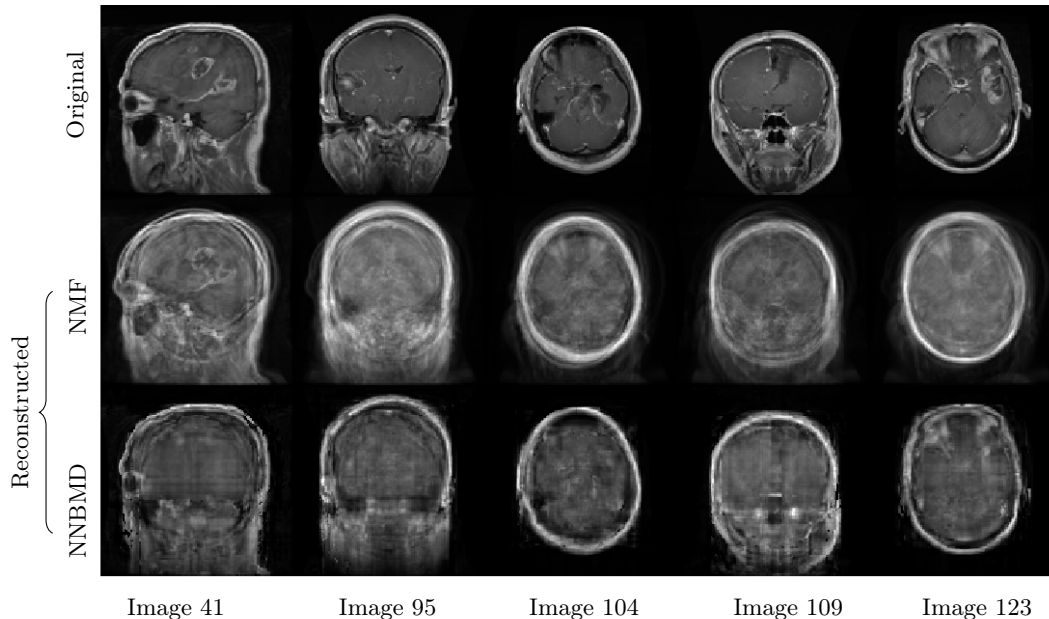 Original
NMF
Reconstructed
NNBMD
Image 41
Image 95
Image 104
Image 109
Image 123